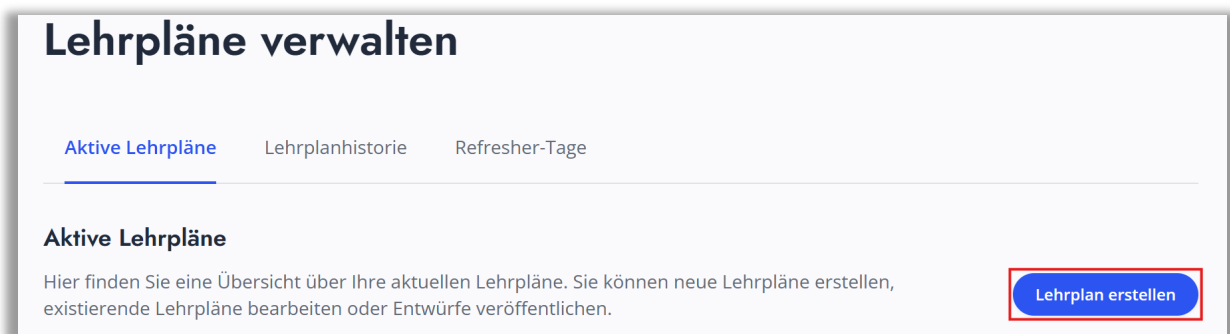 Lehrpläne verwalten
Aktive Lehrpläne Lehrplanhistorie Refresher-Tage
Aktive Lehrpläne
Hier finden Sie eine Übersicht über Ihre aktuellen Lehrpläne. Sie können neue Lehrpläne erstellen,
existierende Lehrpläne bearbeiten oder Entwürfe veröffentlichen.
Lehrplan erstellen